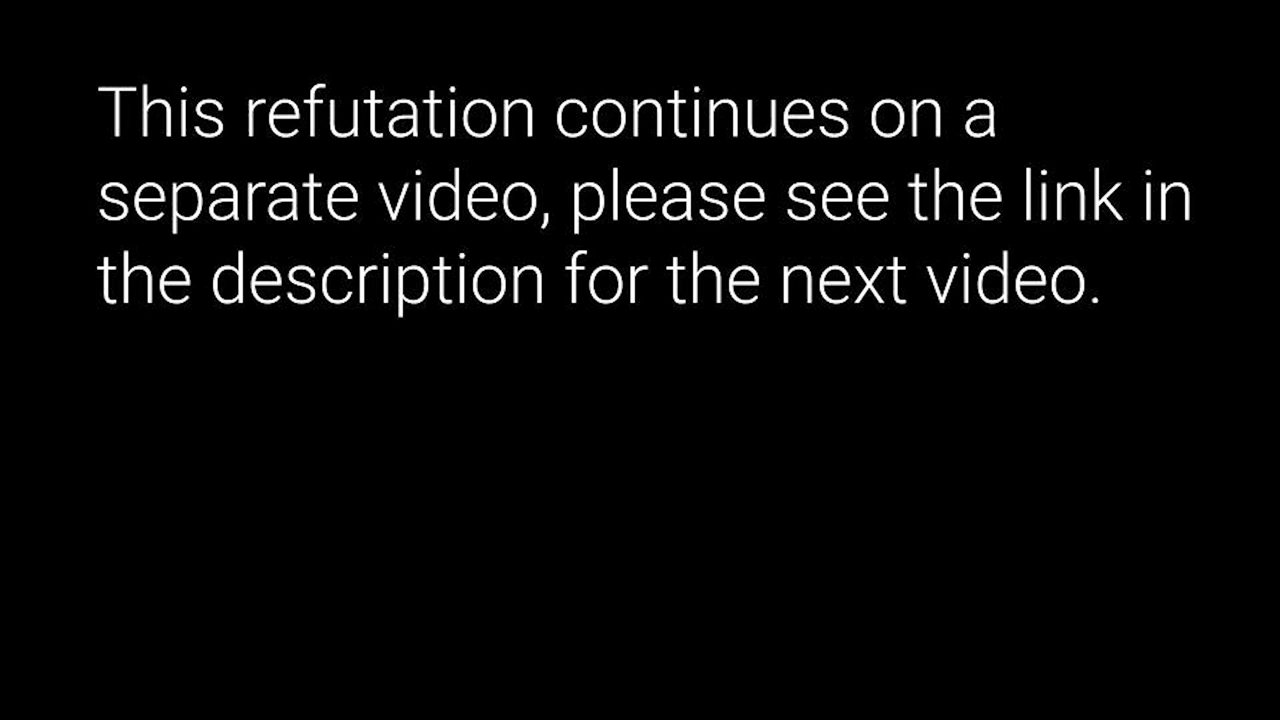 This refutation continues on a
separate video, please see the link in
the description for the next video.